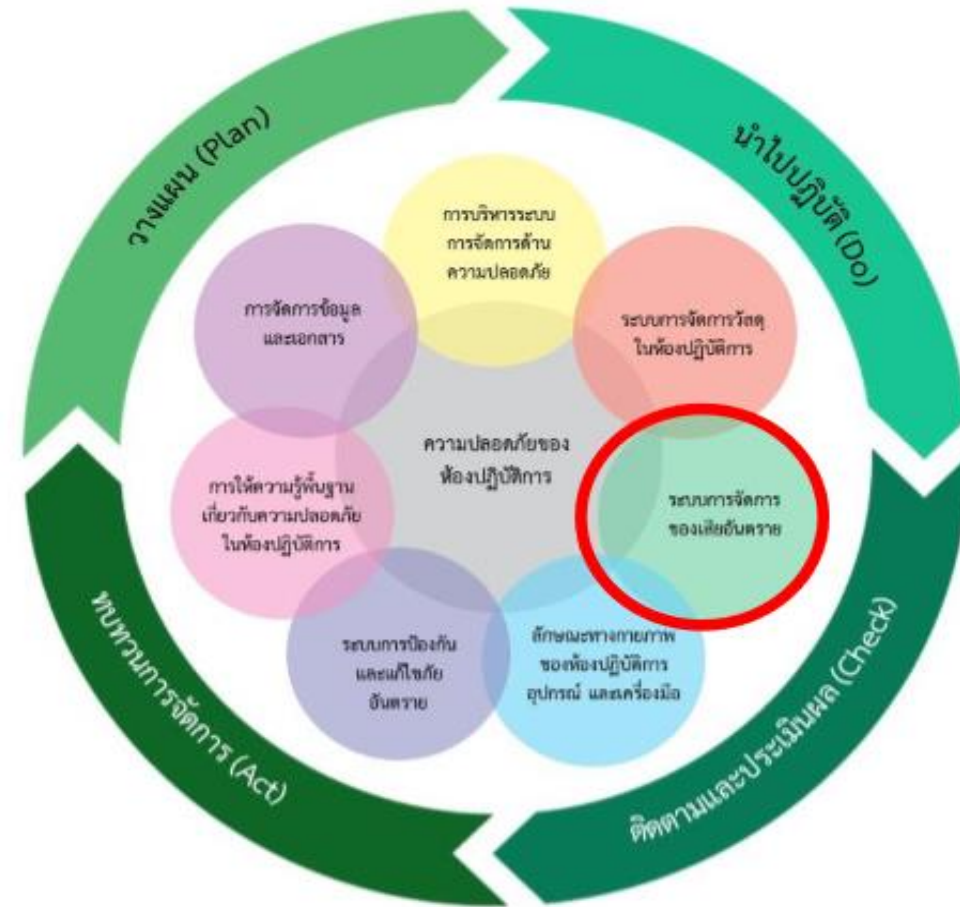 วางแผน (Plan)
นำไปปฏิบัติ (Do)
การบริหารระบบ
การจัดการด้าน
ความปลอดภัย
การจัดการข้อมูล
และเอกสาร
ระบบการจัดการวัสดุ
ในห้องปฏิบัติการ
ความปลอดภัยของ
ห้องปฏิบัติการ
การให้ความรู้พื้นฐาน
เกี่ยวกับความปลอดภัย
ในห้องปฏิบัติการ
ระบบการจัดการ
ของเสียอันตราย
ระบบการป้องกัน
และแก้ไขภัย
อันตราย
ลักษณะทางกายภาพ
ของห้องปฏิบัติการ
อุปกรณ์ และเครื่องมือ
ทบทวนการจัดการ (Act)
ติดตามและประเมินผล (Check)